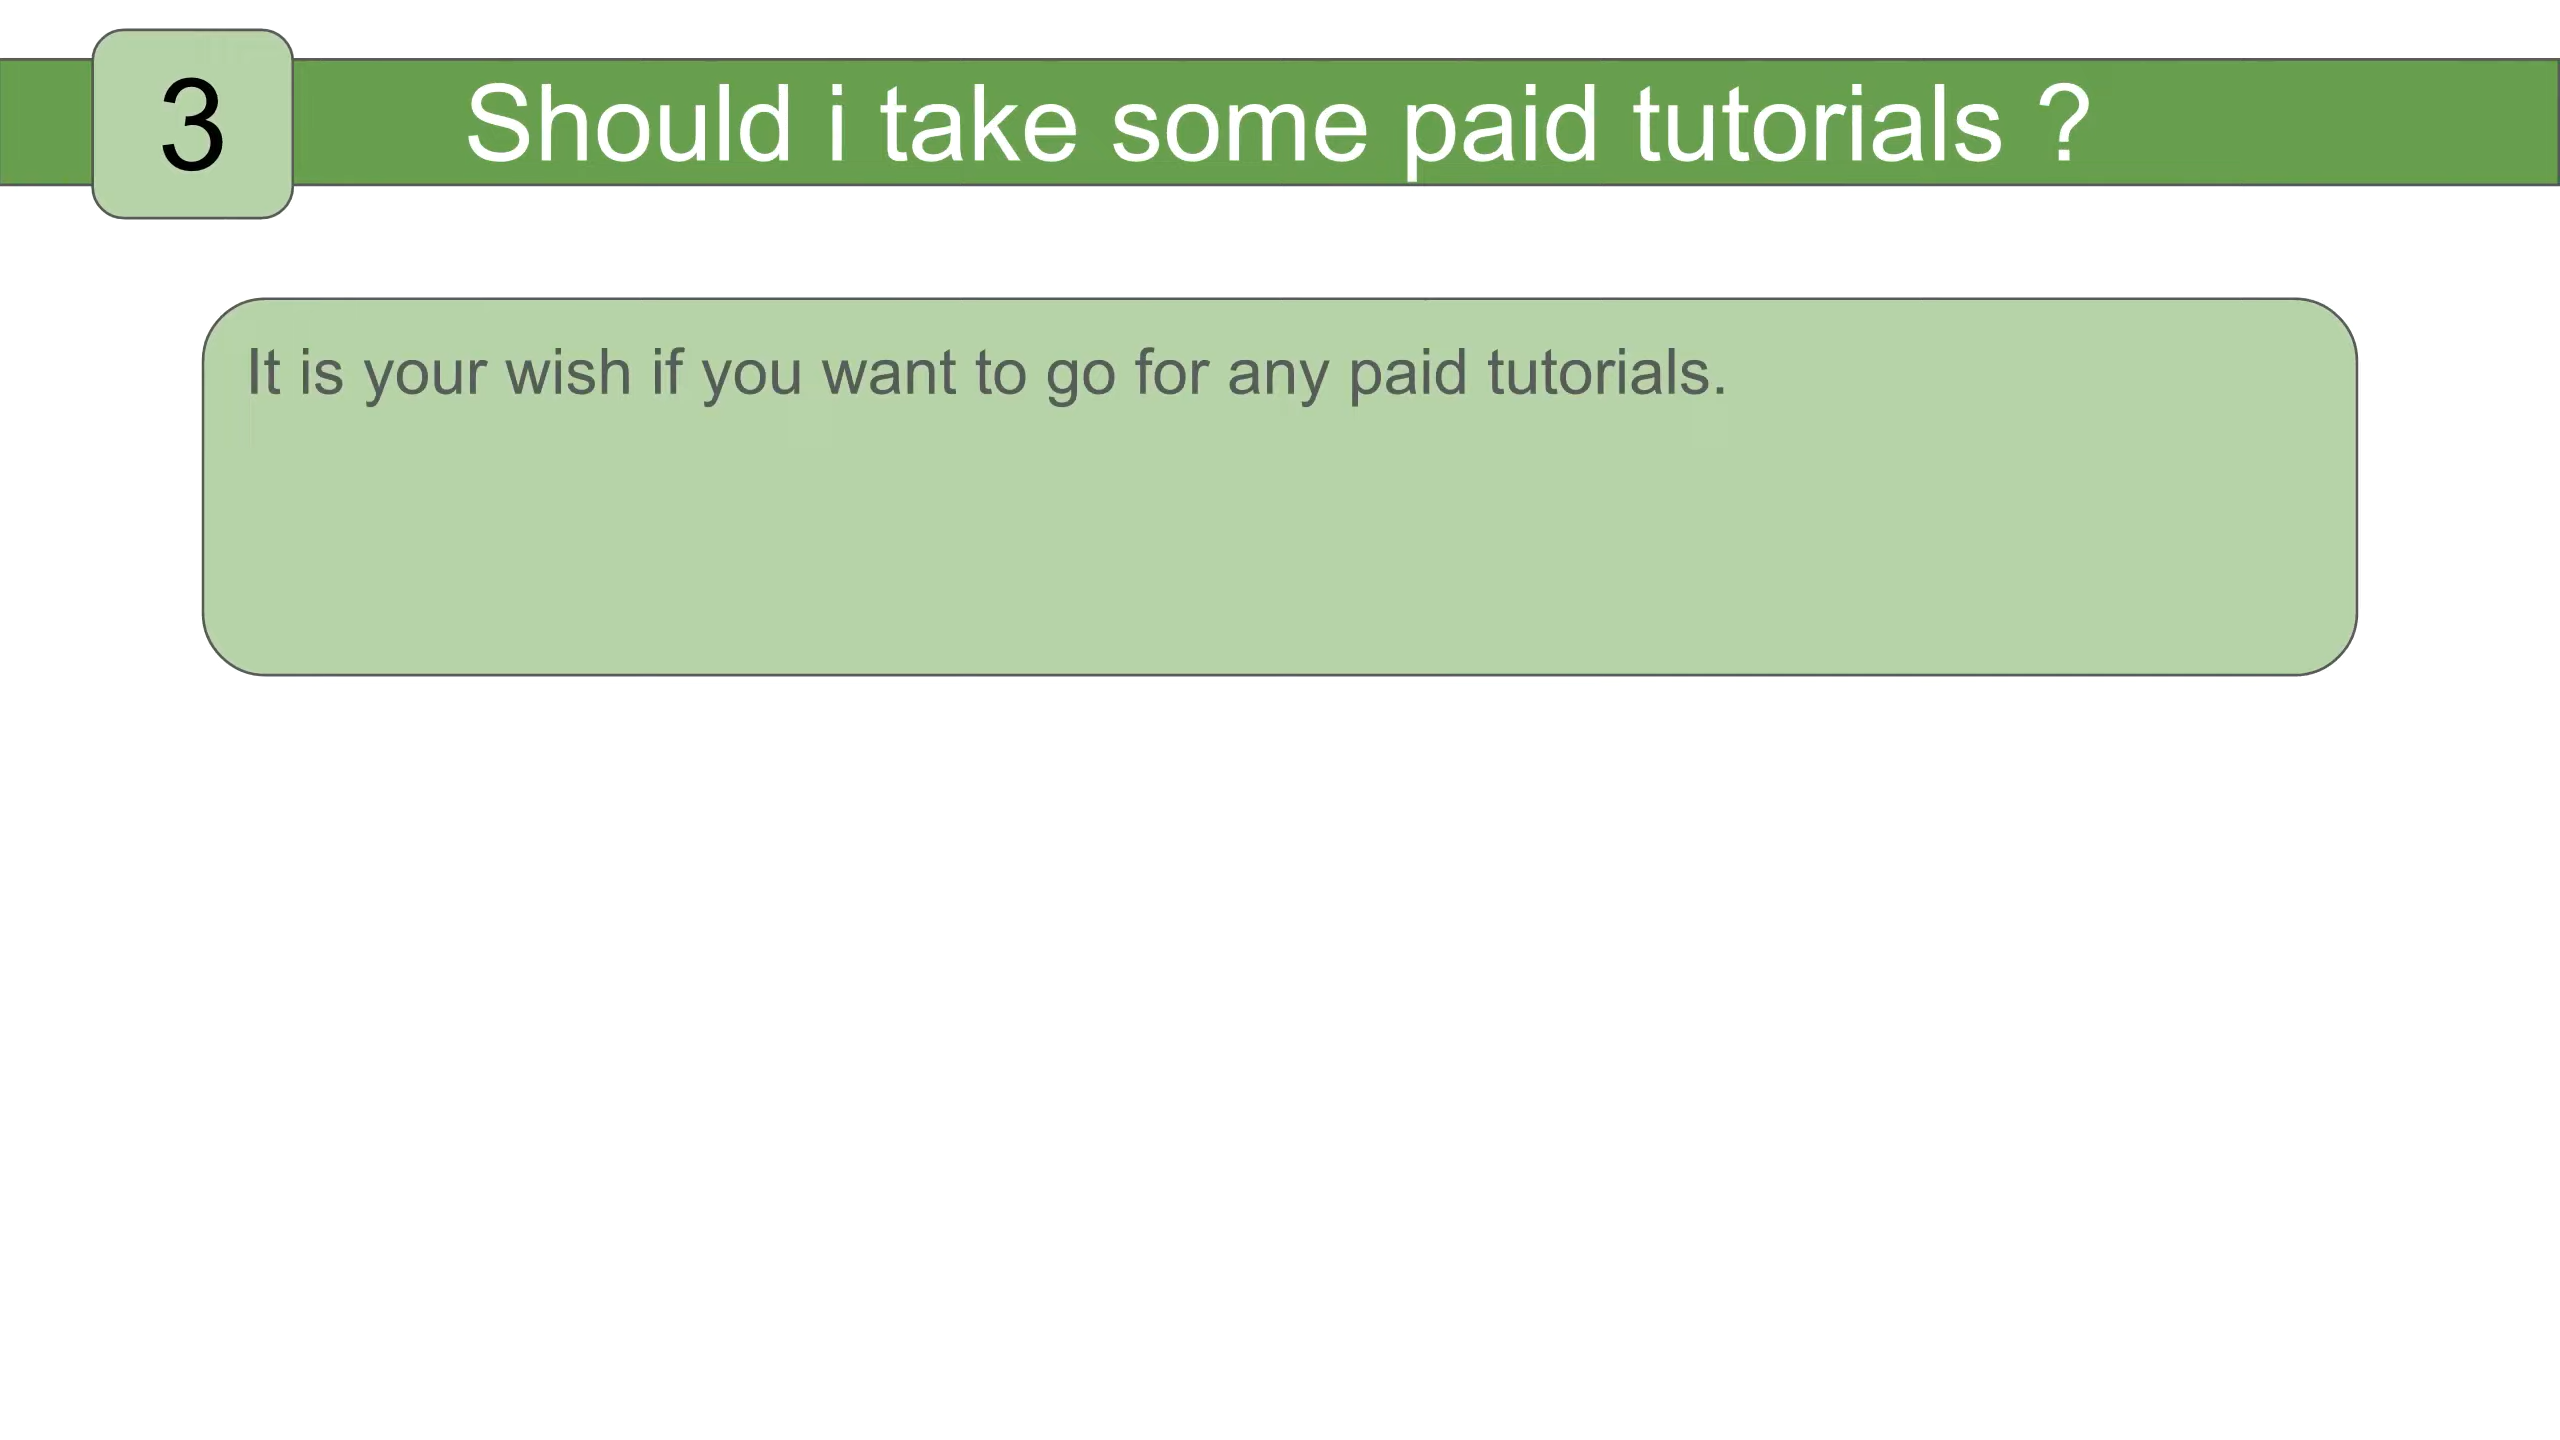 3
Should i take some paid tutorials ?
It is your wish if you want to go for any paid tutorials.